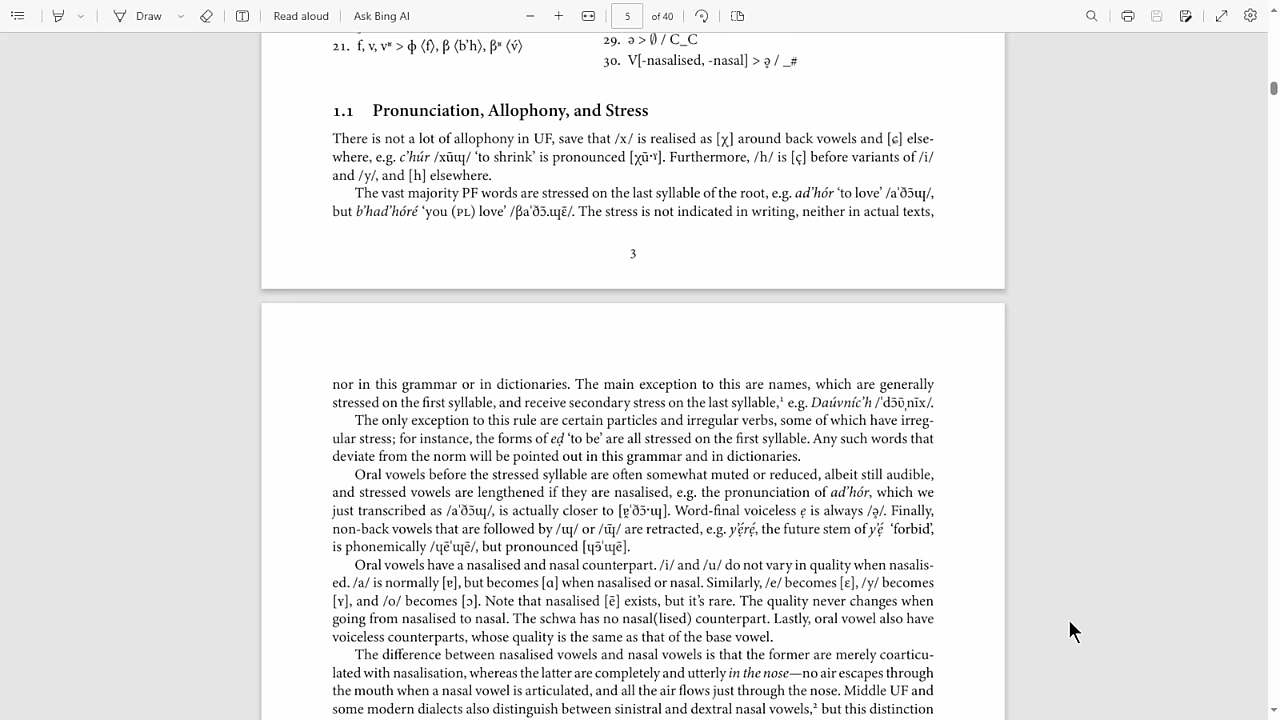 Draw
Read aloud
Ask Bing AI
5
of 40
21. f, v, vʷ > ɸ ⟨f⟩, β ⟨b'h⟩, βʷ ⟨v́⟩
29. ə > ∅ / C_C
30. V[-nasalised, -nasal] > ə̥ / _#
1.1 Pronunciation, Allophony, and Stress
There is not a lot of allophony in UF, save that /x/ is realised as [χ] around back vowels and [ɕ] else-
where, e.g. c'húr /xũɰ/ ‘to shrink’ is pronounced [χũˑˠ]. Furthermore, /h/ is [ç] before variants of /i/
and /y/, and [h] elsewhere.
The vast majority PF words are stressed on the last syllable of the root, e.g. ad'hór ‘to love’ /aˈðɔ̃ɰ/,
but b'had'hóré ‘you (PL) love’ /βaˈðɔ̃.ɰɛ̃/. The stress is not indicated in writing, neither in actual texts,
3
nor in this grammar or in dictionaries. The main exception to this are names, which are generally
stressed on the first syllable, and receive secondary stress on the last syllable,¹ e.g. Daúvníc'h
The only exception to this rule are certain particles and irregular verbs, some of which have irreg-
ular stress; for instance, the forms of eḍ ‘to be’ are all stressed on the first syllable. Any such words that
deviate from the norm will be pointed out in this grammar and in dictionaries.
Oral vowels before the stressed syllable are often somewhat muted or reduced, albeit still audible,
and stressed vowels are lengthened if they are nasalised, e.g. the pronunciation of ad'hór, which we
just transcribed as /aˈðɔ̃ɰ/, is actually closer to [ɐ̯ˈðɔ̃ˑɰ]. Word-final voiceless ẹ is always /ə̥/. Finally,
non-back vowels that are followed by /ɰ/ or /ɰ̃/ are retracted, e.g. the future stem of ‘forbid’,
is phonemically but pronounced
Oral vowels have a nasalised and nasal counterpart. /i/ and /u/ do not vary in quality when nasalis-
ed. /a/ is normally [ɐ], but becomes [ɑ] when nasalised or nasal. Similarly, /e/ becomes [ɛ], /y/ becomes
[ʏ], and /o/ becomes [ɔ]. Note that nasalised [ẽ] exists, but it’s rare. The quality never changes when
going from nasalised to nasal. The schwa has no nasal(lised) counterpart. Lastly, oral vowel also have
voiceless counterparts, whose quality is the same as that of the base vowel.
The difference between nasalised vowels and nasal vowels is that the former are merely coarticu-
lated with nasalisation, whereas the latter are completely and utterly in the nose—no air escapes through
the mouth when a nasal vowel is articulated, and all the air flows just through the nose. Middle UF and
some modern dialects also distinguish between sinistral and dextral nasal vowels,² but this distinction